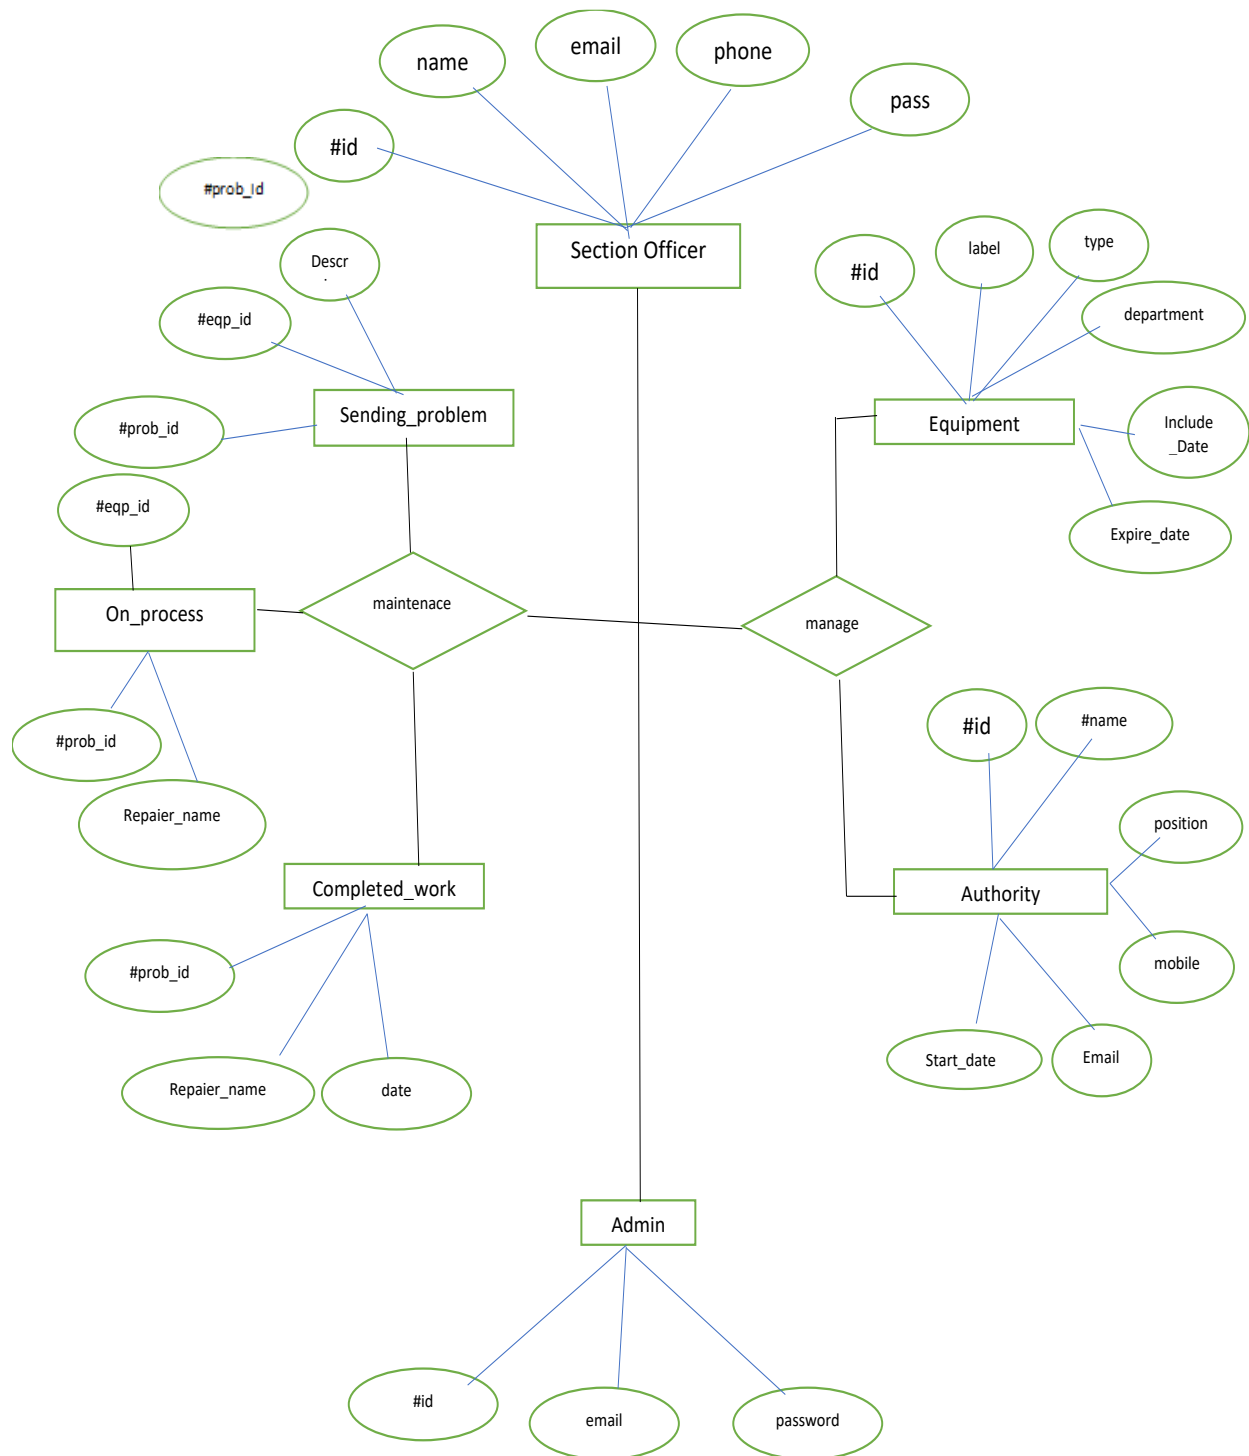 email
phone
name
pass
#id
#prob_id
Section Officer
label
type
Descr
.
#id
#eqp_id
department
Sending_problem
Equipment
Include
_Date
#prob_id
#eqp_id
Expire_date
On_process
maintenace
manage
#id
#name
#prob_id
Repaier_name
position
Completed_work
Authority
#prob_id
mobile
Start_date
Email
Repaier_name
date
Admin
#id
email
password